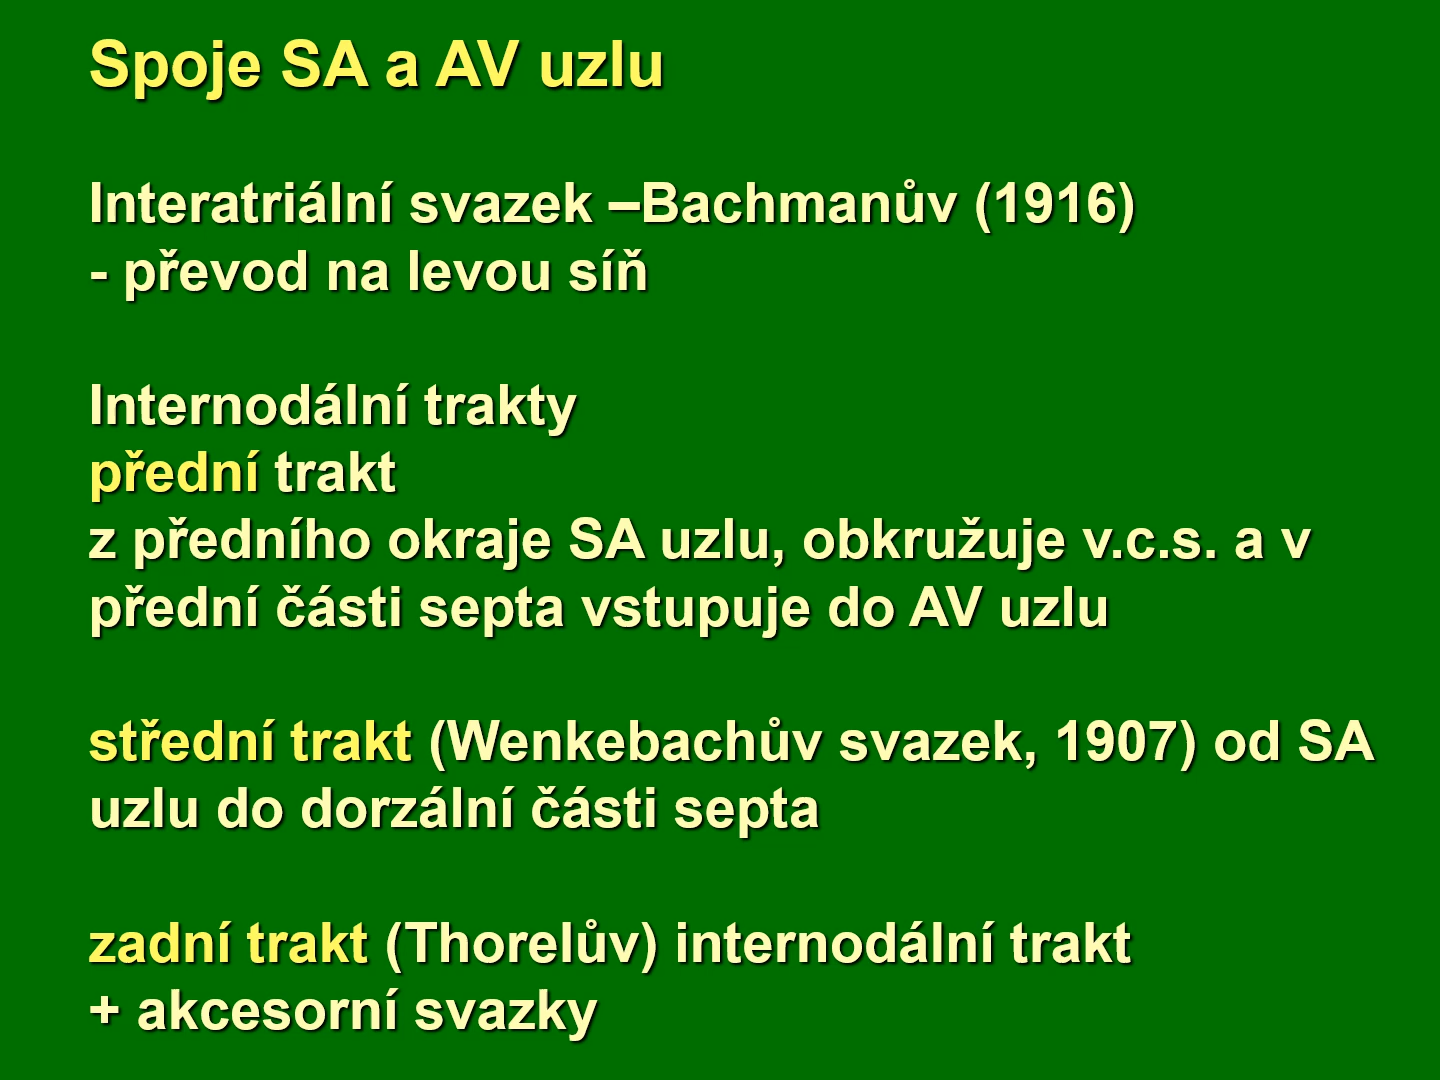 Spoje SA a AV uzlu
Interatriální svazek –Bachmanův (1916)
- převod na levou síň
Internodální trakty
přední trakt
z předního okraje SA uzlu, obkružuje v.c.s. a v
přední části septa vstupuje do AV uzlu
střední trakt (Wenkebachův svazek, 1907) od SA
uzlu do dorzální části septa
zadní trakt (Thorelův) internodální trakt
+ akcesorní svazky